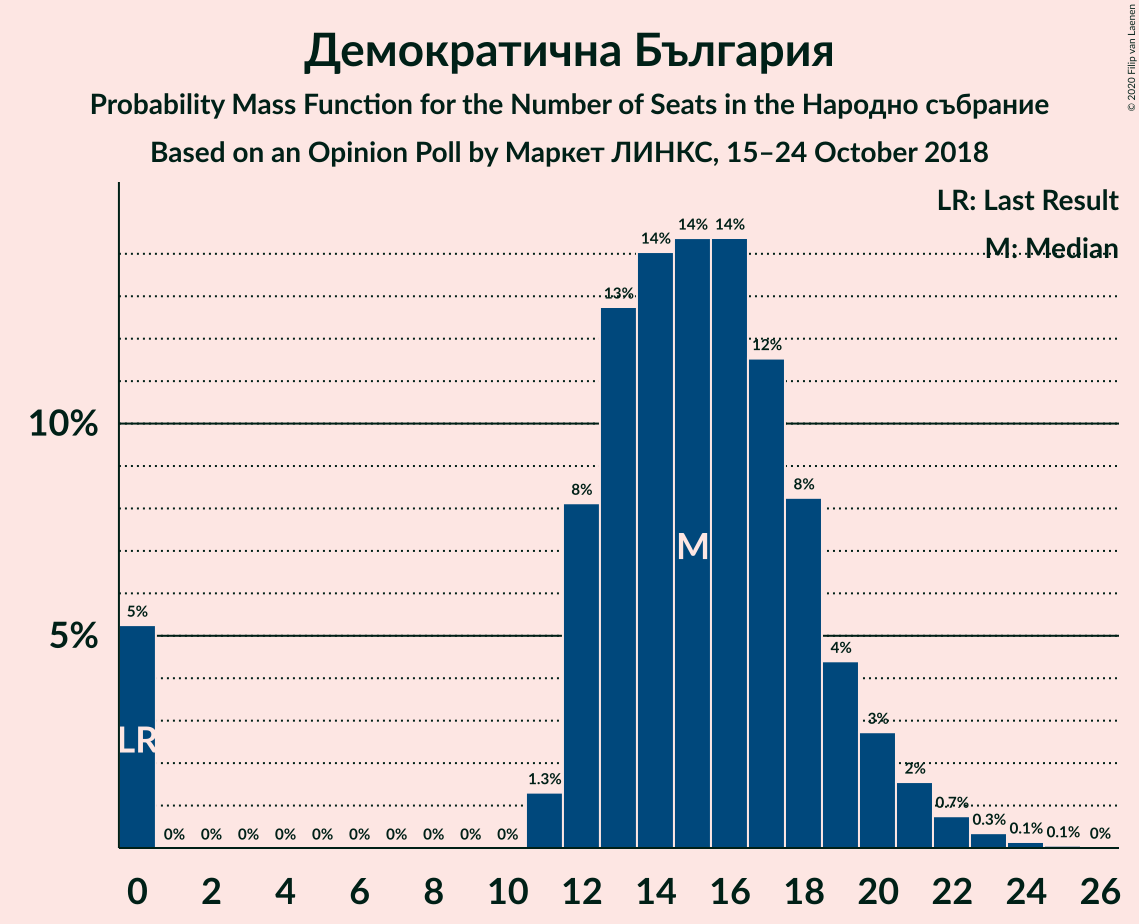 Демократична България
Probability Mass Function for the Number of Seats in the Народно събрание
Based on an Opinion Poll by Маркет ЛИНКС, 15–24 October 2018
© 2020 Filip van Laenen
LR: Last Result
M: Median
14% 14% 14%
13%
12%
10%
8% 8%
M
5%
5%
4%
LR
3%
2%
1.3%
0.7%
0% 0% 0% 0% 0% 0% 0% 0% 0% 0% 0.3% 0.1% 0.1% 0%
0 2 4 6 8 10 12 14 16 18 20 22 24 26